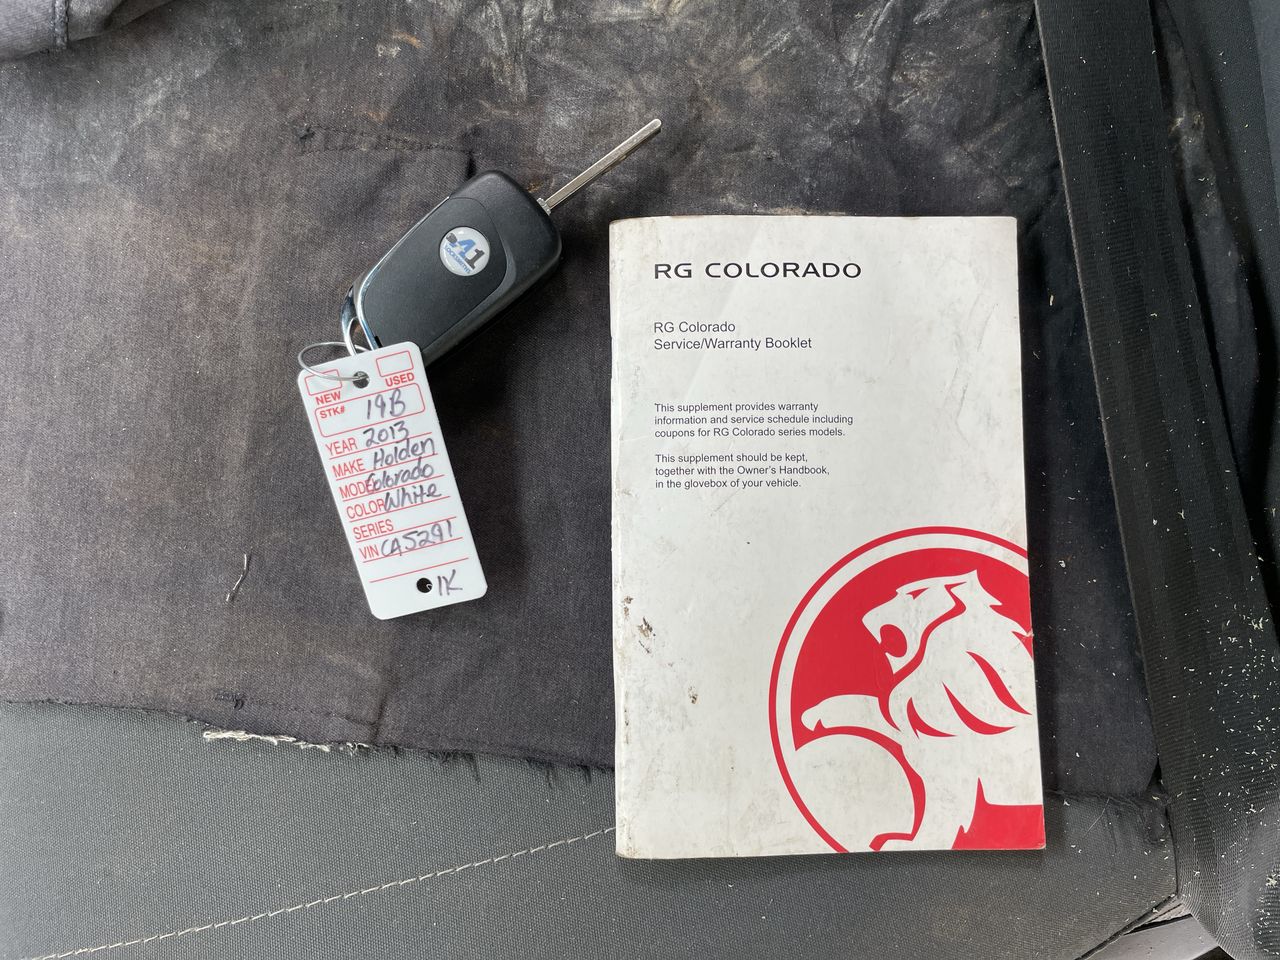 A1
LOCKSMITHS
NEW
USED
STK# 19B
YEAR 2013
MAKE Holden
MODEL Colorado
COLOR White
SERIES
VIN CA5291
1K
RG COLORADO
RG Colorado
Service/Warranty Booklet
This supplement provides warranty
information and service schedule including
coupons for RG Colorado series models.
This supplement should be kept,
together with the Owner's Handbook,
in the glovebox of your vehicle.